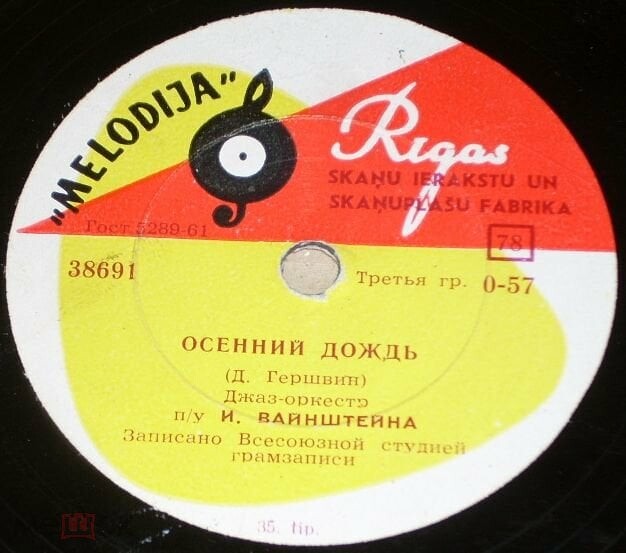 "MELODIJA"
Rīgas
SKAŅU IERAKSTU UN
SKAŅUPLAŠU FABRIKA
Гост 5289-61
78
38691
Третья гр. 0-57
ОСЕННИЙ ДОЖДЬ
(Д. Гершвин)
Джаз-оркестр
п/у И. ВАЙНШТЕЙНА
Записано Всесоюзной студией
грамзаписи
35. tip.